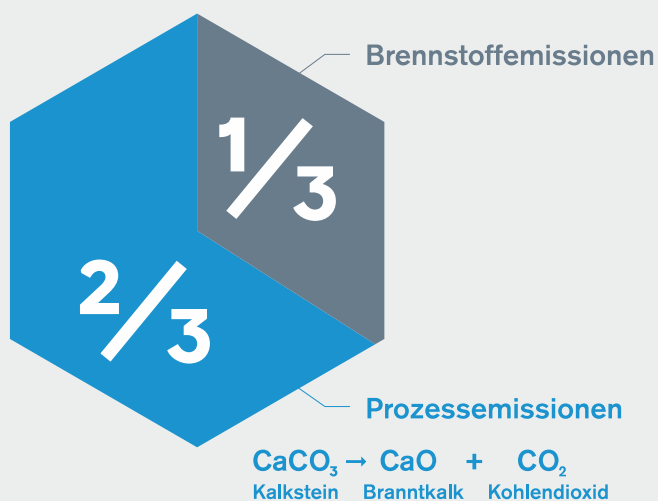 Brennstoffemissionen
1/3
2/3
Prozessemissionen
CaCO₃ → CaO + CO₂
Kalkstein Branntkalk Kohlendioxid